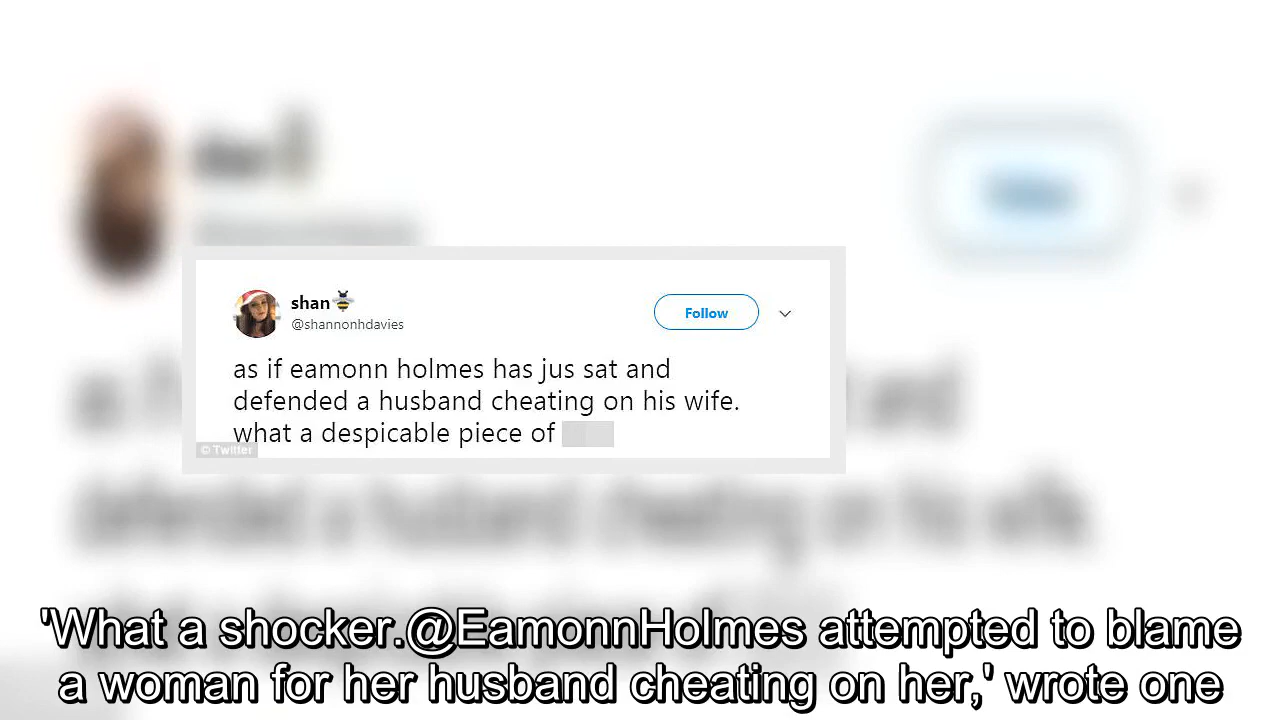 shan
@shannonhdavies
Follow
as if eamonn holmes has jus sat and
defended a husband cheating on his wife.
what a despicable piece of
© Twitter
'What a shocker.@EamonnHolmes attempted to blame
a woman for her husband cheating on her,' wrote one